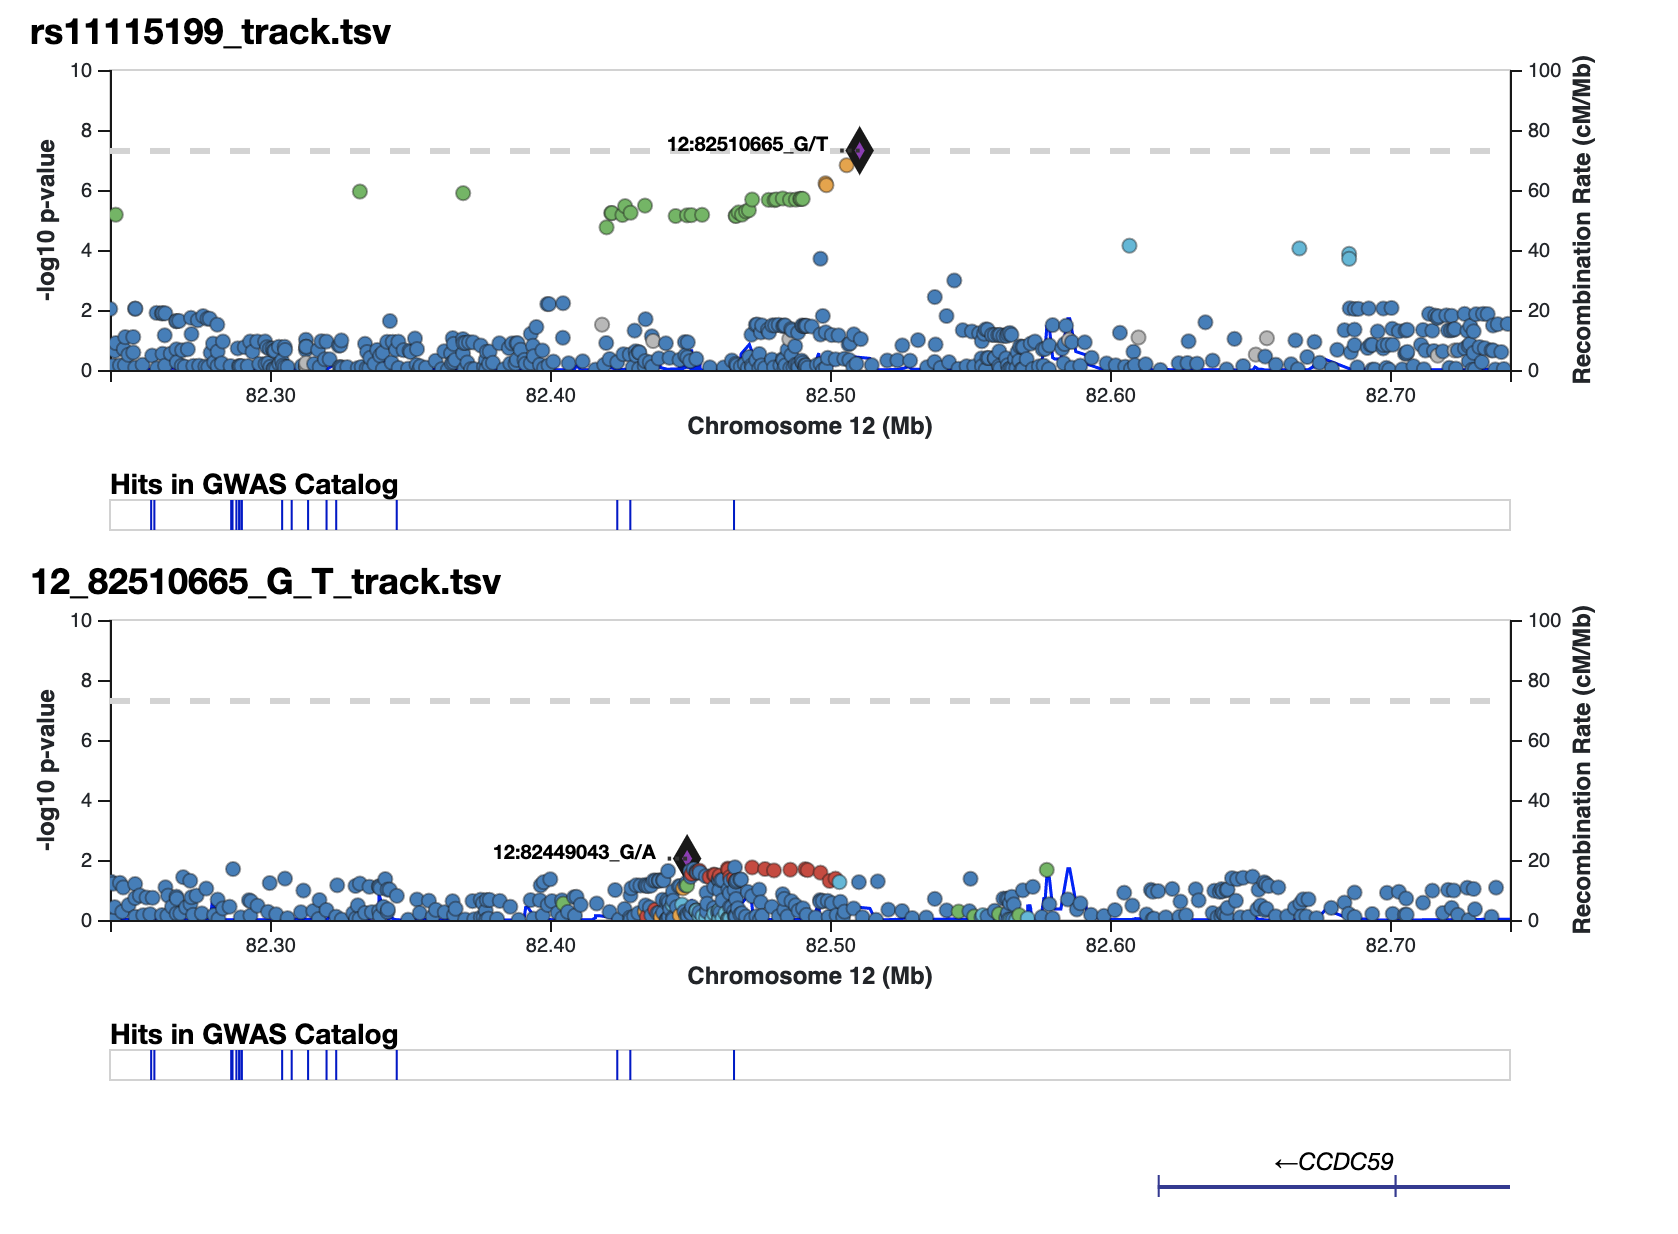 rs11115199_track.tsv
10
8
6
4
2
0
-log10 p-value
12:82510665_G/T
100
80
60
40
20
0
Recombination Rate (cM/Mb)
82.30 82.40 82.50 82.60 82.70
Chromosome 12 (Mb)
Hits in GWAS Catalog
12_82510665_G_T_track.tsv
10
8
6
4
2
0
-log10 p-value
12:82449043_G/A
100
80
60
40
20
0
Recombination Rate (cM/Mb)
82.30 82.40 82.50 82.60 82.70
Chromosome 12 (Mb)
Hits in GWAS Catalog
←CCDC59